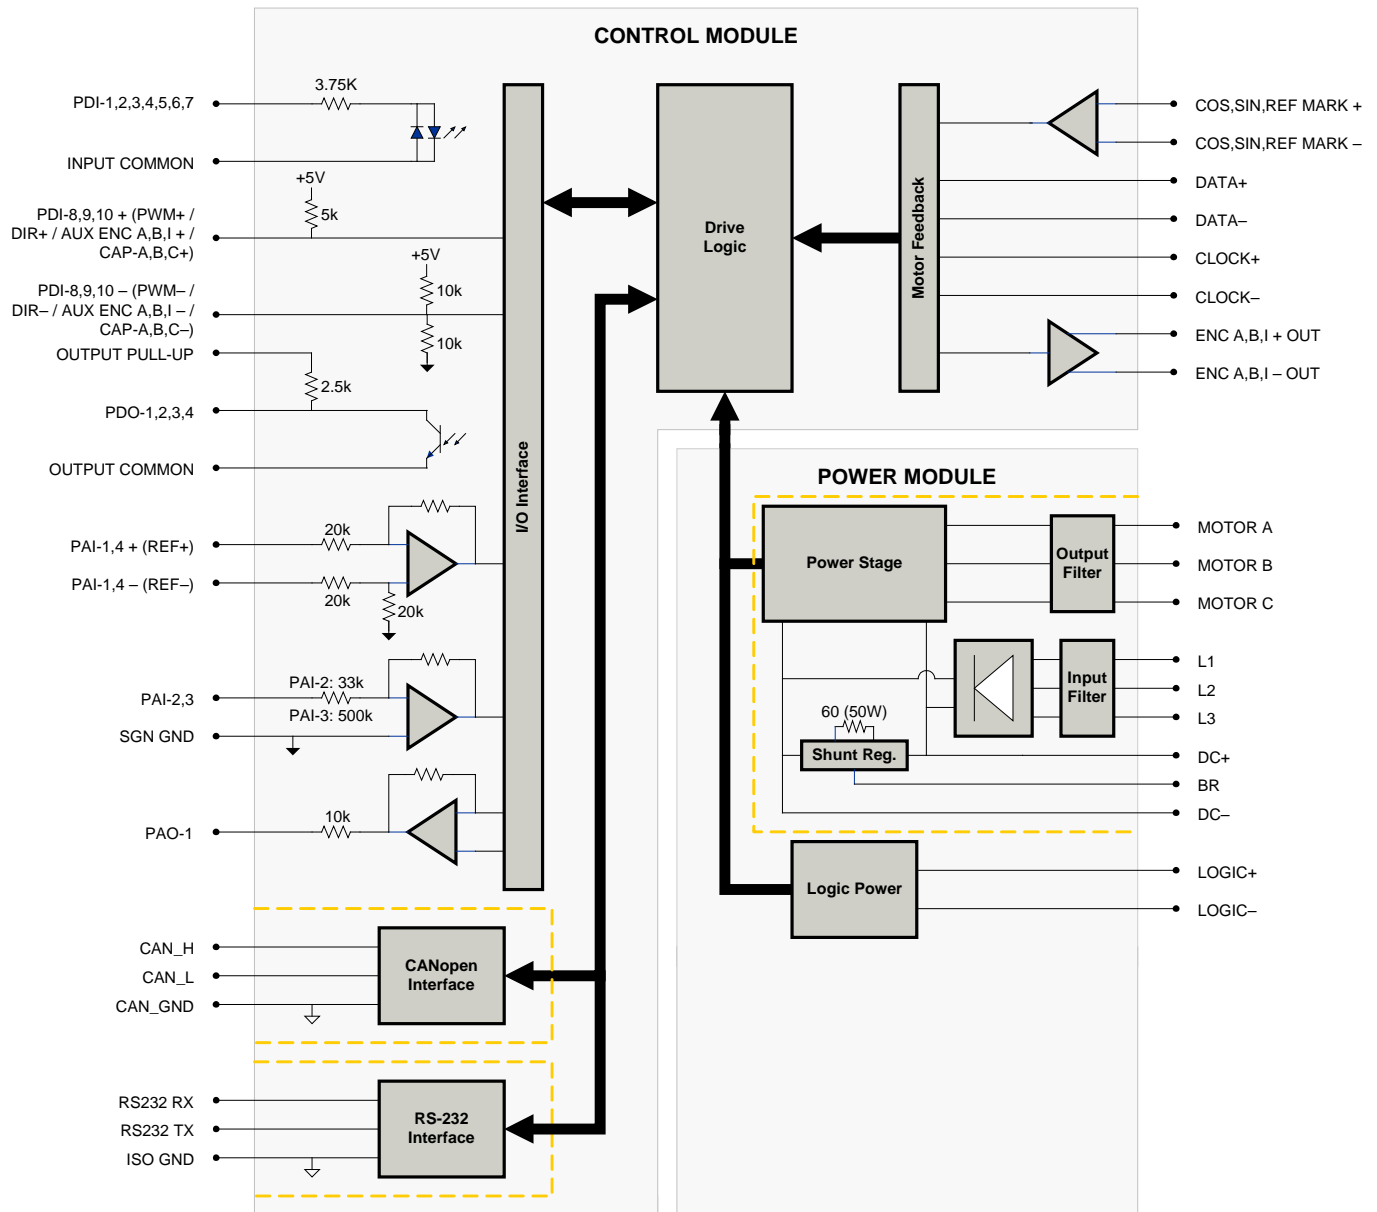 CONTROL MODULE
PDI-1,2,3,4,5,6,7
3.75K
INPUT COMMON
+5V
5k
PDI-8,9,10 + (PWM+ /
DIR+ / AUX ENC A,B,I + /
CAP-A,B,C+)
+5V
10k
PDI-8,9,10 – (PWM– /
DIR– / AUX ENC A,B,I – /
CAP-A,B,C–)
10k
OUTPUT PULL-UP
2.5k
PDO-1,2,3,4
OUTPUT COMMON
PAI-1,4 + (REF+)
20k
PAI-1,4 – (REF–)
20k
20k
PAI-2,3
PAI-2: 33k
PAI-3: 500k
SGN GND
PAO-1
10k
I/O Interface
CAN_H
CAN_L
CAN_GND
CANopen
Interface
RS232 RX
RS232 TX
ISO GND
RS-232
Interface
Drive
Logic
Motor Feedback
COS,SIN,REF MARK +
COS,SIN,REF MARK –
DATA+
DATA–
CLOCK+
CLOCK–
ENC A,B,I + OUT
ENC A,B,I – OUT
POWER MODULE
Power Stage
Output
Filter
MOTOR A
MOTOR B
MOTOR C
Input
Filter
L1
L2
L3
60 (50W)
Shunt Reg.
DC+
BR
DC–
Logic Power
LOGIC+
LOGIC–